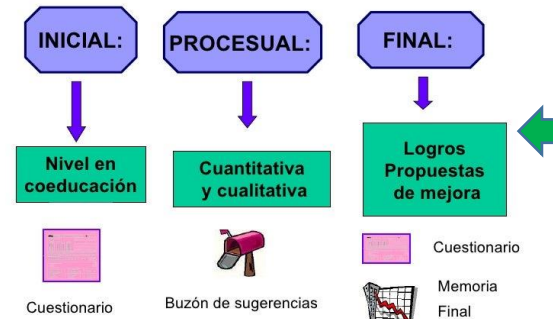 INICIAL:
PROCESUAL:
FINAL:
Nivel en
coeducación
Cuantitativa
y cualitativa
Logros
Propuestas
de mejora
Cuestionario
Buzón de sugerencias
Cuestionario
Memoria
Final